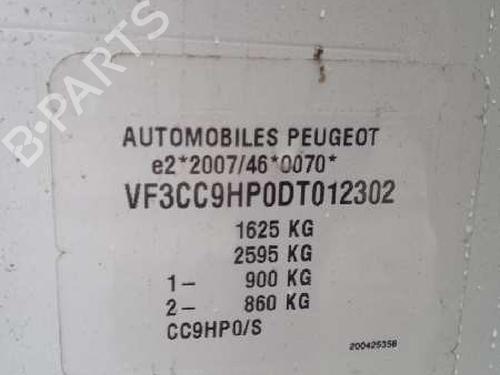 B-PARTS
AUTOMOBILES PEUGEOT
e2*2007/46*0070*
VF3CC9HP0DT012302
1625 KG
2595 KG
1– 900 KG
2– 860 KG
CC9HP0/S
200425358